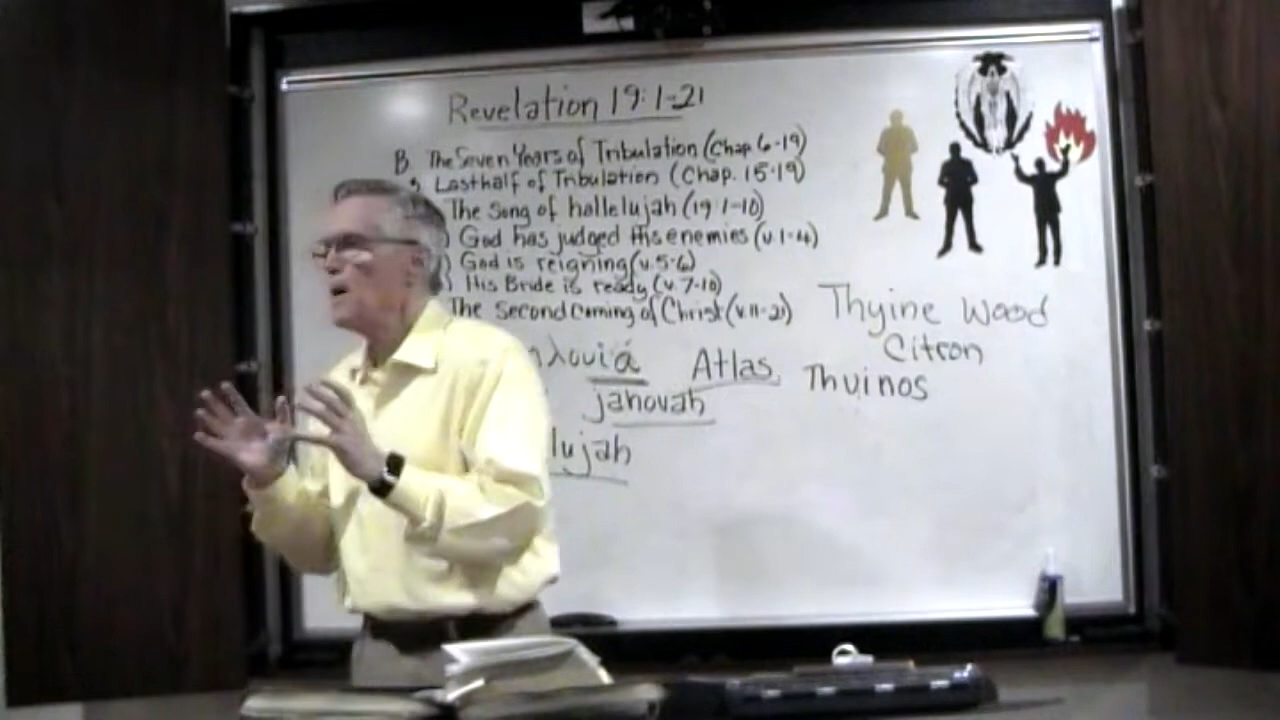 Revelation 19:1-21
B. The Seven Years of Tribulation (Chap 6-19)
Last half of Tribulation (Chap. 15-19)
The Song of hallelujah (19:1-10)
) God has judged His enemies (v.1-4)
) God is reigning (v.5-6)
) His Bride is ready (v.7-10)
The Second Coming of Christ (v.11-21)
Thyine Wood
Citron
λουιά Atlas Thuinos
jahovah
lujah